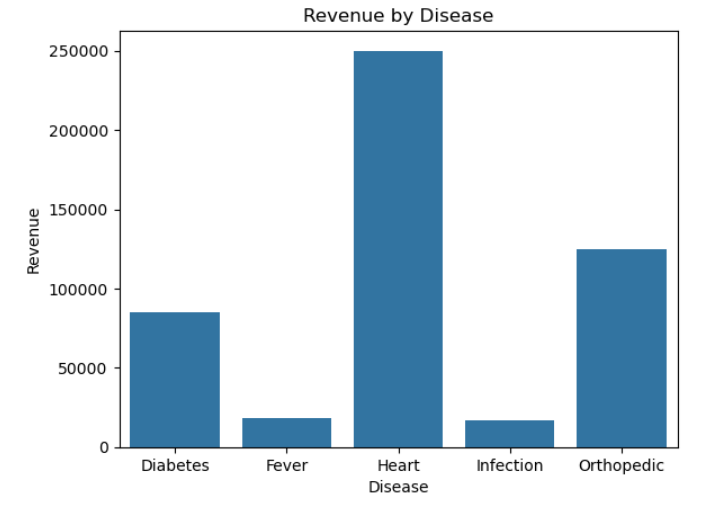 Revenue by Disease
250000
200000
150000
100000
50000
0
Revenue
Diabetes Fever Heart Infection Orthopedic
Disease